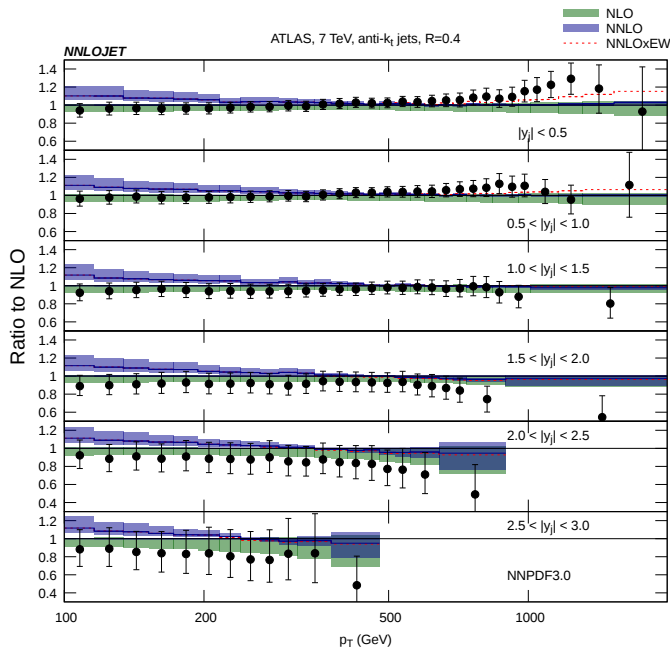 NLO
NNLO
NNLOxEW
NNLOJET
ATLAS, 7 TeV, anti-kt jets, R=0.4
1.4
1.2
1
0.8
0.6
|yj| < 0.5
1.4
1.2
1
0.8
0.6
0.5 < |yj| < 1.0
1.4
1.2
1
0.8
0.6
1.0 < |yj| < 1.5
Ratio to NLO
1.4
1.2
1
0.8
0.6
1.5 < |yj| < 2.0
1.4
1.2
1
0.8
0.6
0.4
2.0 < |yj| < 2.5
1.4
1.2
1
0.8
0.6
0.4
2.5 < |yj| < 3.0
NNPDF3.0
100
200
500
1000
pT (GeV)